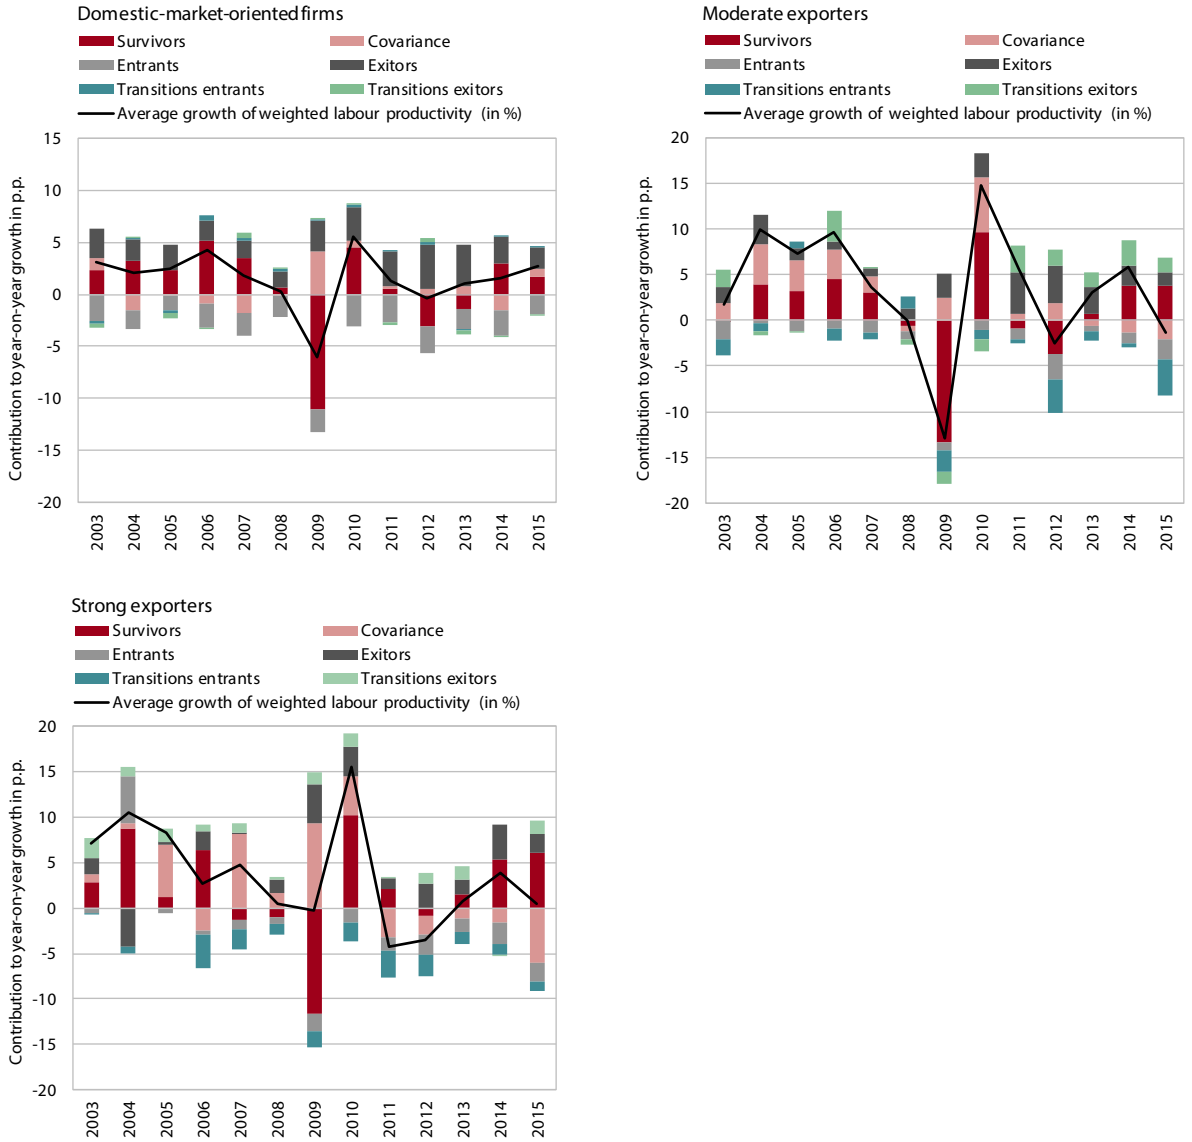 Domestic-market-oriented firms
Survivors
Covariance
Entrants
Exitors
Transitions entrants
Transitions exitors
Average growth of weighted labour productivity (in %)
Contribution to year-on-year growth in p.p.
15
10
5
0
-5
-10
-15
-20
2003
2004
2005
2006
2007
2008
2009
2010
2011
2012
2013
2014
2015
Moderate exporters
Survivors
Covariance
Entrants
Exitors
Transitions entrants
Transitions exitors
Average growth of weighted labour productivity (in %)
Contribution to year-on-year growth in p.p.
20
15
10
5
0
-5
-10
-15
-20
2003
2004
2005
2006
2007
2008
2009
2010
2011
2012
2013
2014
2015
Strong exporters
Survivors
Covariance
Entrants
Exitors
Transitions entrants
Transitions exitors
Average growth of weighted labour productivity (in %)
Contribution to year-on-year growth in p.p.
20
15
10
5
0
-5
-10
-15
-20
2003
2004
2005
2006
2007
2008
2009
2010
2011
2012
2013
2014
2015